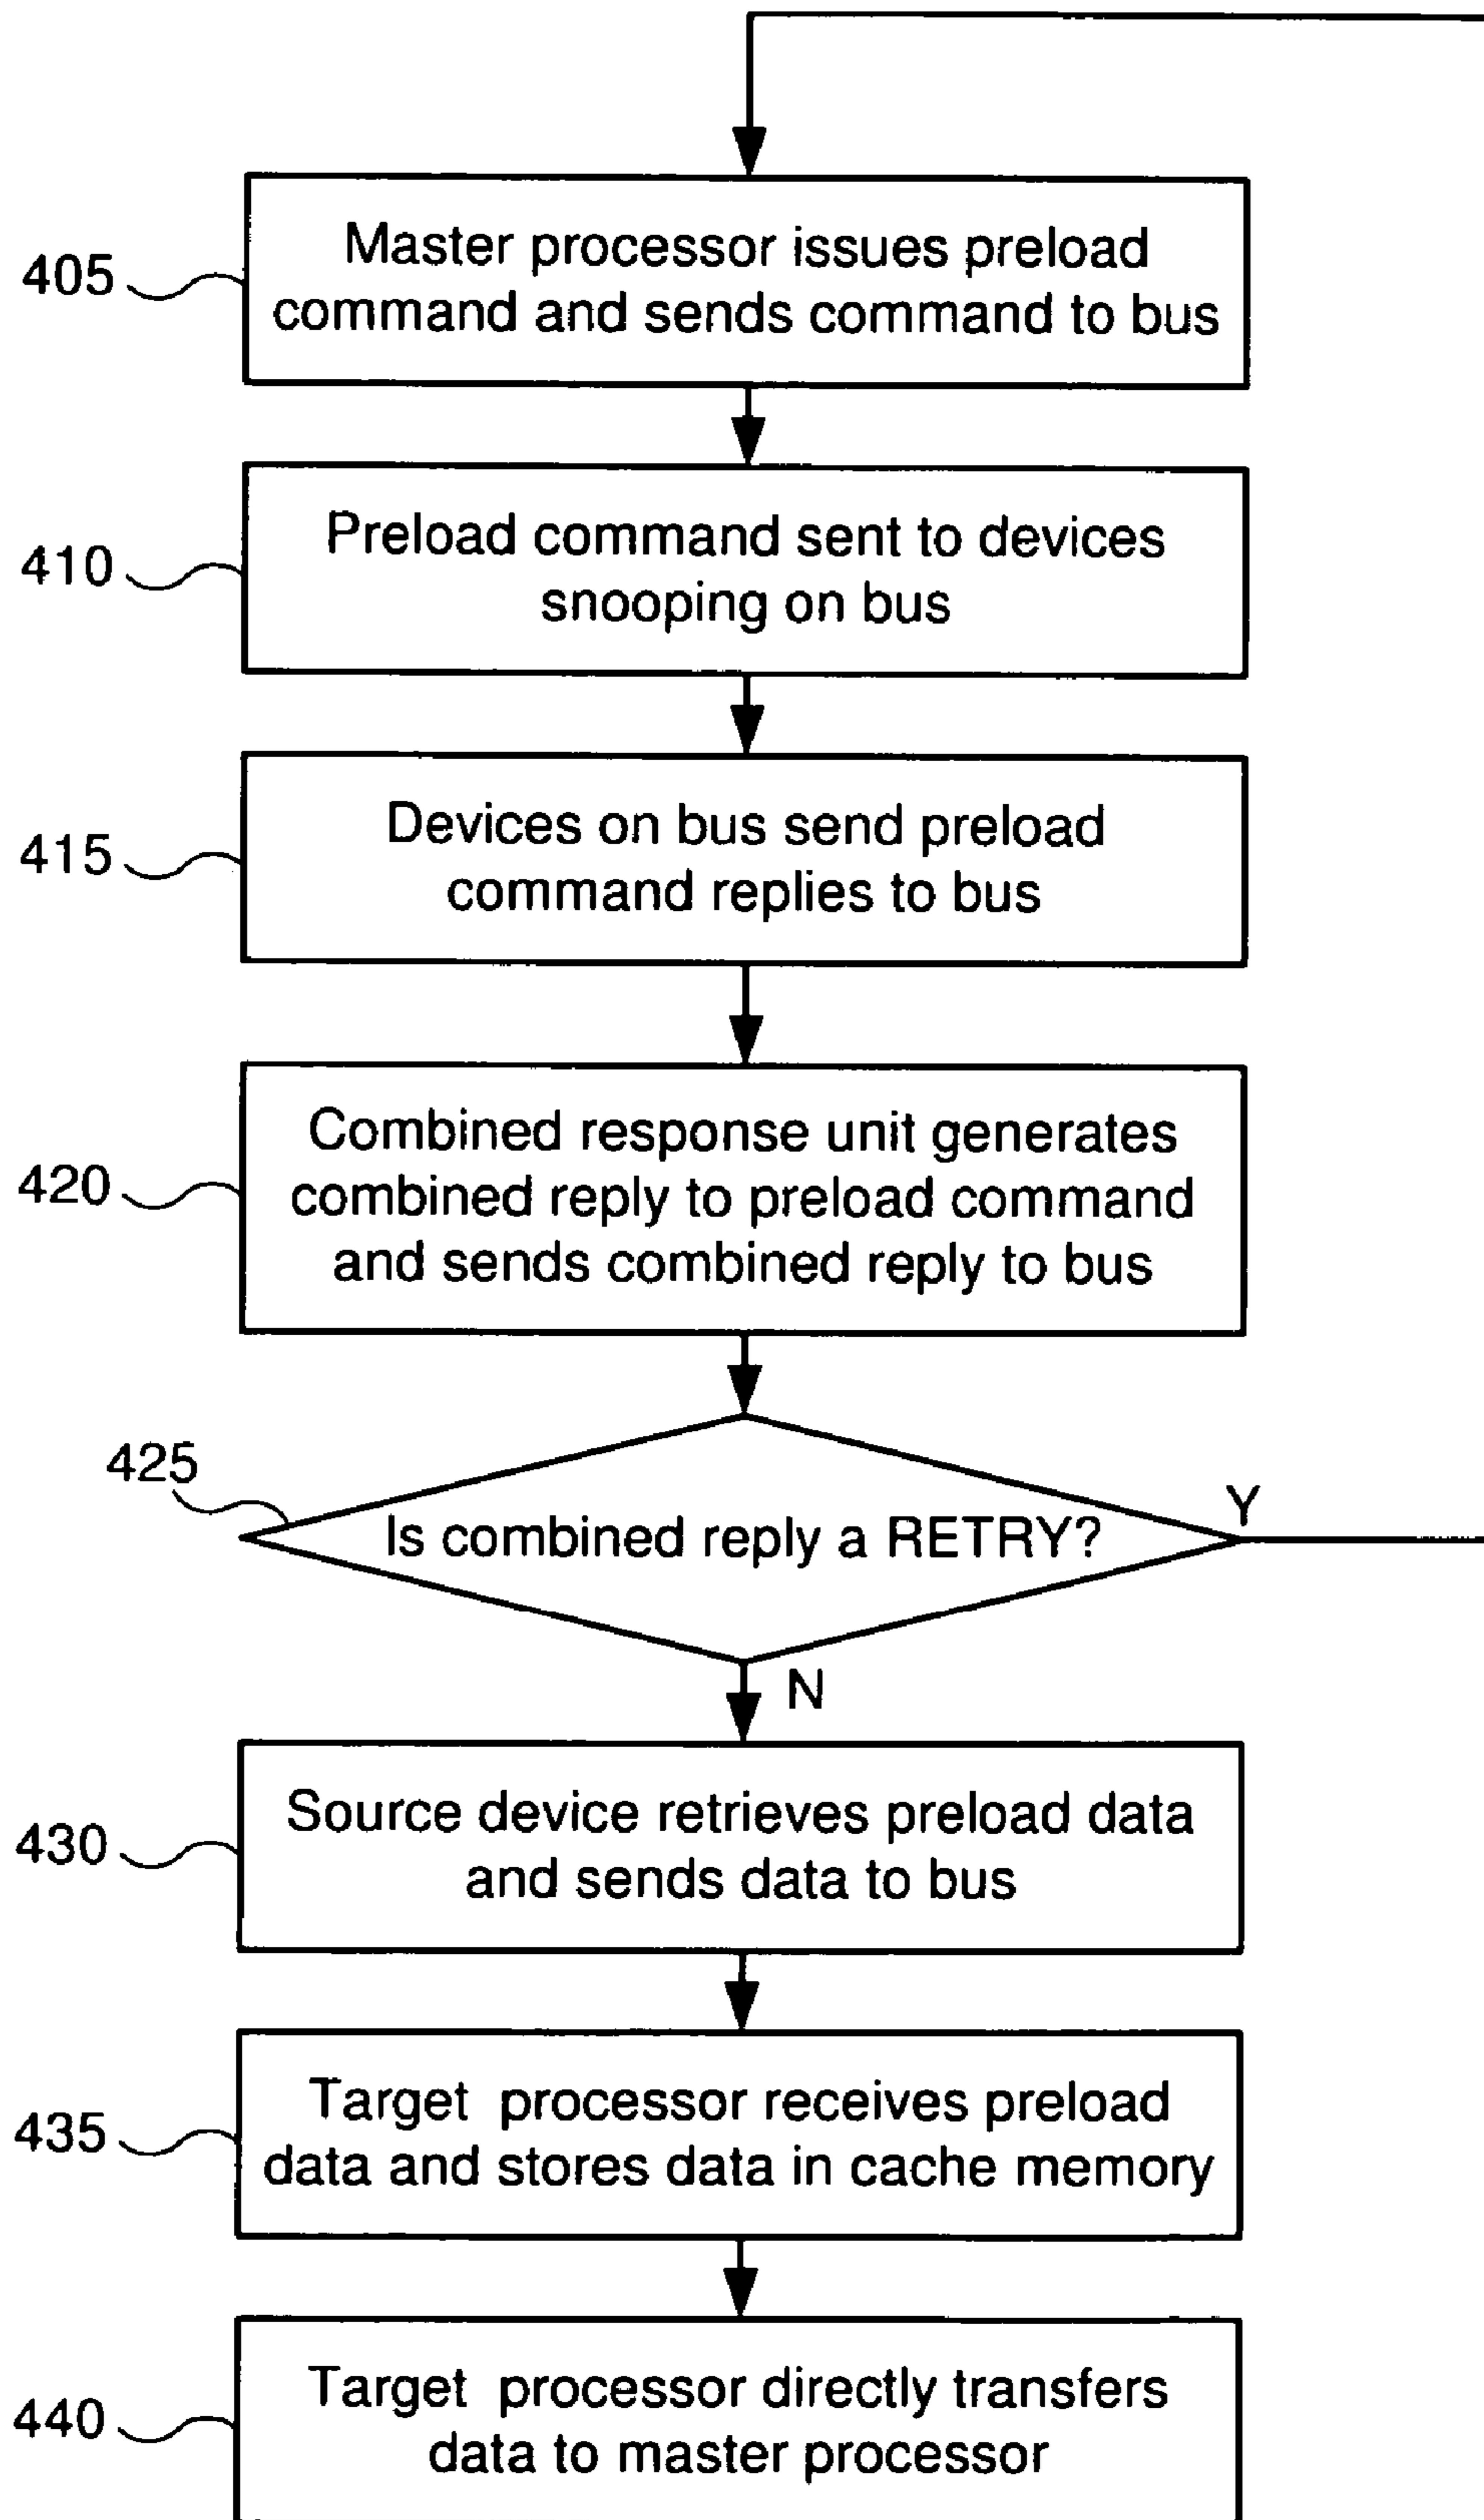 405
Master processor issues preload
command and sends command to bus
410
Preload command sent to devices
snooping on bus
415
Devices on bus send preload
command replies to bus
420
Combined response unit generates
combined reply to preload command
and sends combined reply to bus
425
Is combined reply a RETRY?
Y
N
430
Source device retrieves preload data
and sends data to bus
435
Target processor receives preload
data and stores data in cache memory
440
Target processor directly transfers
data to master processor